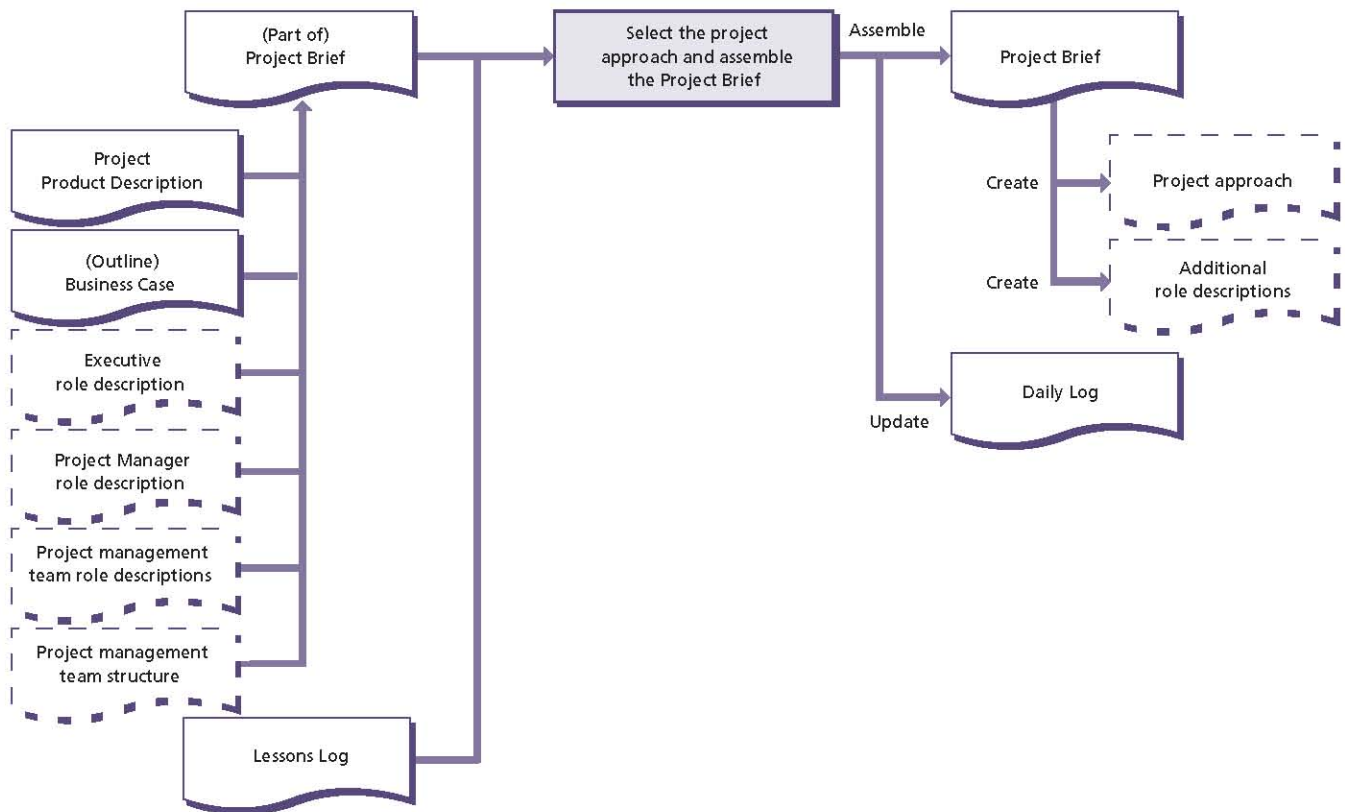 (Part of)
Project Brief
Select the project
approach and assemble
the Project Brief
Assemble
Project Brief
Project
Product Description
Create
Project approach
(Outline)
Business Case
Create
Additional
role descriptions
Executive
role description
Daily Log
Update
Project Manager
role description
Project management
team role descriptions
Project management
team structure
Lessons Log